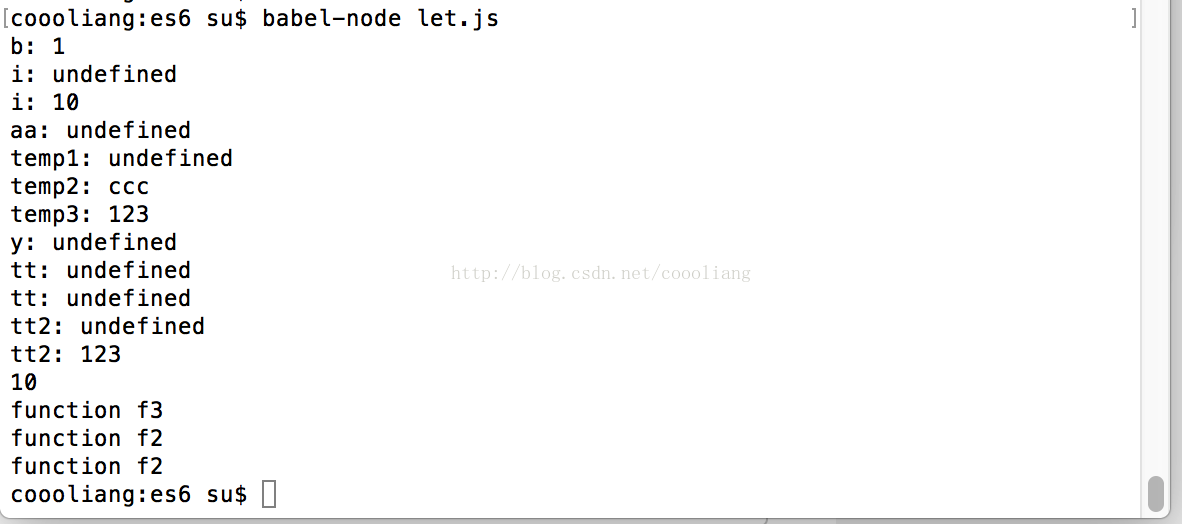 [coooliang:es6 su$ babel-node let.js ]
b: 1
i: undefined
i: 10
aa: undefined
temp1: undefined
temp2: ccc
temp3: 123
y: undefined
http://blog.csdn.net/coooliang
tt: undefined
tt: undefined
tt2: undefined
tt2: 123
10
function f3
function f2
function f2
coooliang:es6 su$